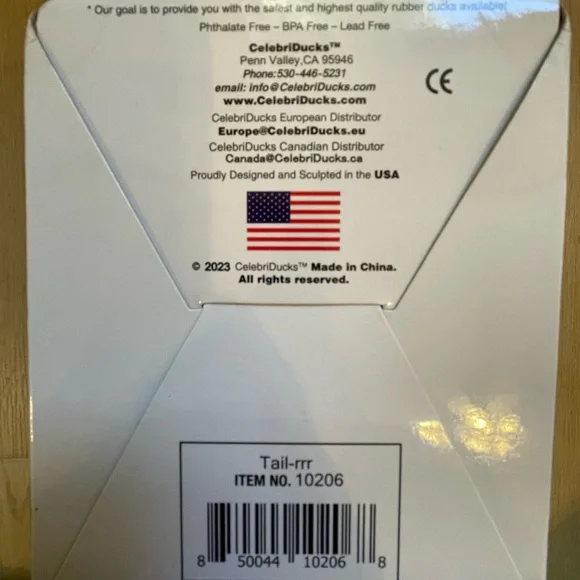 * Our goal is to provide you with the safest and highest quality rubber ducks available!
Phthalate Free – BPA Free – Lead Free
CelebriDucks™
Penn Valley,CA 95946
Phone:530-446-5231
email: info@CelebriDucks.com
www.CelebriDucks.com
CE
CelebriDucks European Distributor
Europe@CelebriDucks.eu
CelebriDucks Canadian Distributor
Canada@CelebriDucks.ca
Proudly Designed and Sculpted in the USA
© 2023 CelebriDucks™ Made in China.
All rights reserved.
Tail-rrr
ITEM NO. 10206
8 50044 10206 8